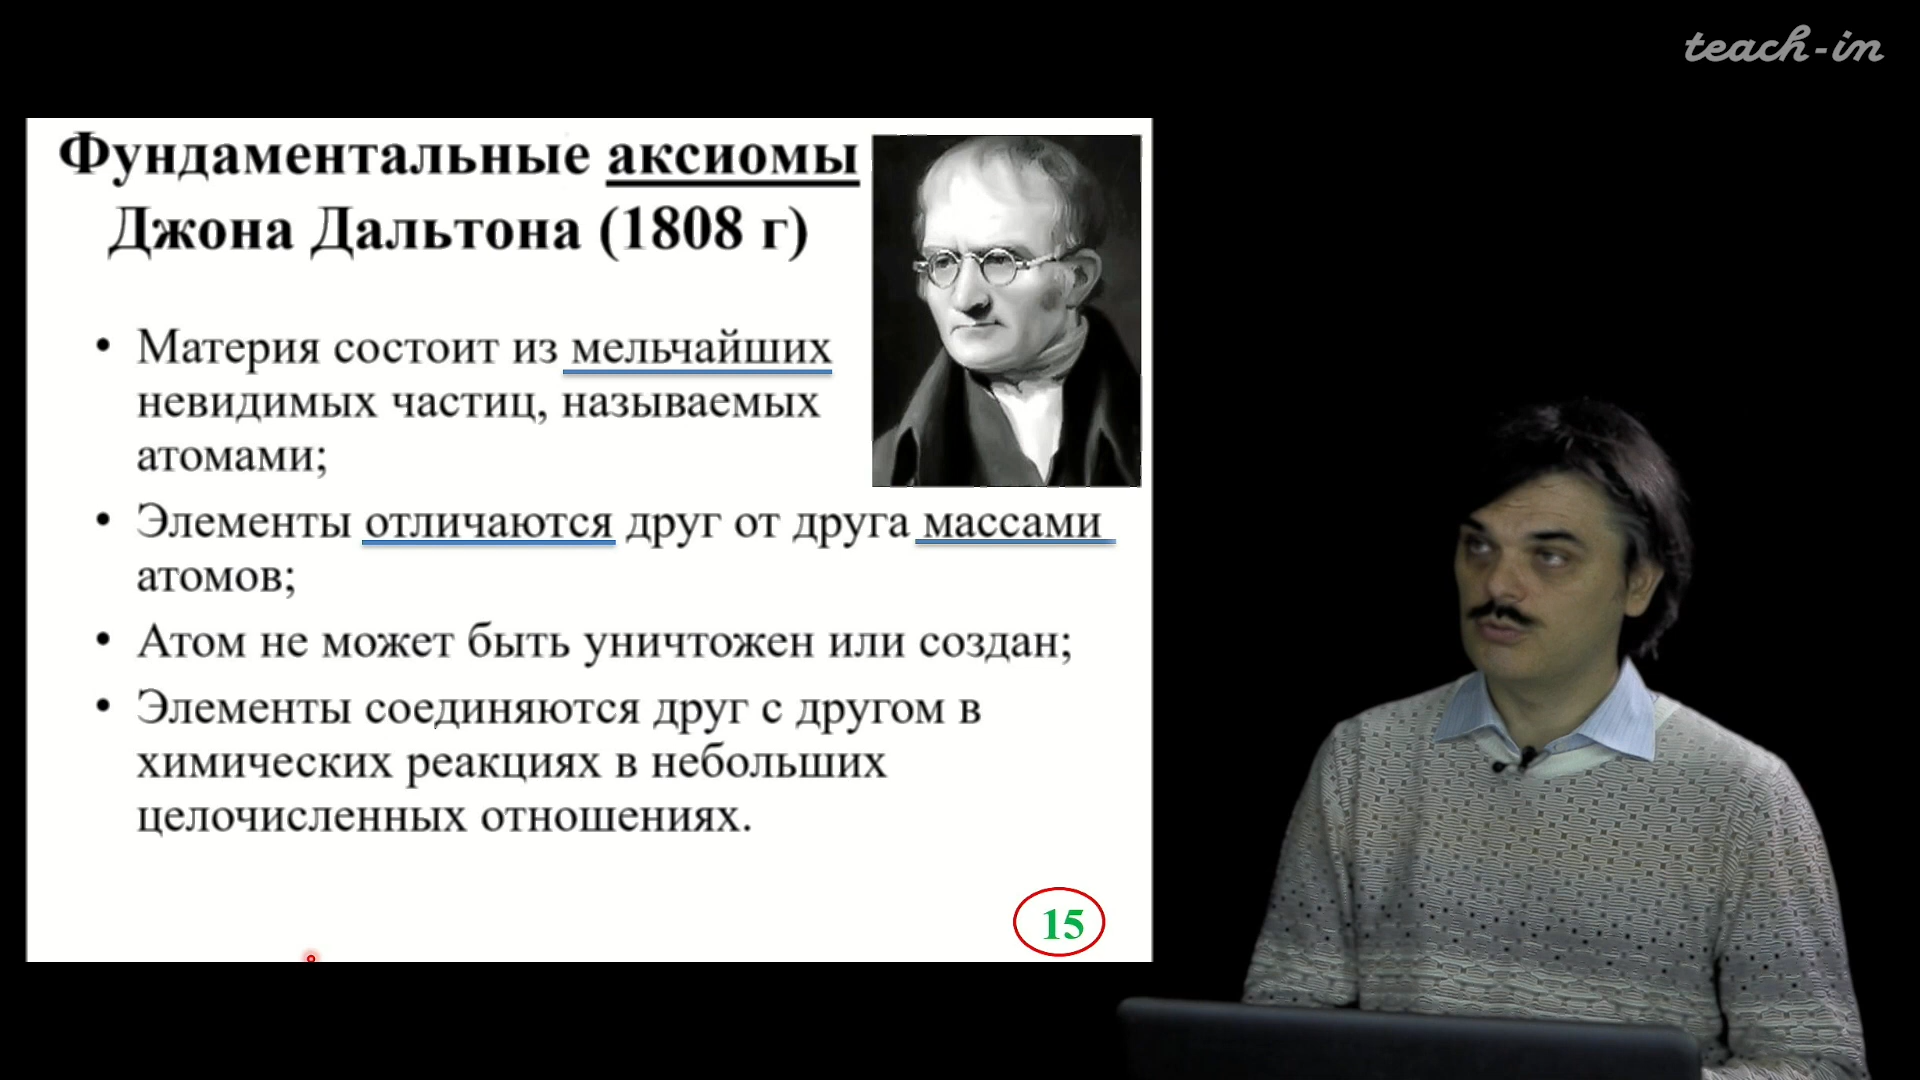 teach-in
Фундаментальные аксиомы
Джона Дальтона (1808 г)
• Материя состоит из мельчайших
невидимых частиц, называемых
атомами;
• Элементы отличаются друг от друга массами
атомов;
• Атом не может быть уничтожен или создан;
• Элементы соединяются друг с другом в
химических реакциях в небольших
целочисленных отношениях.
15